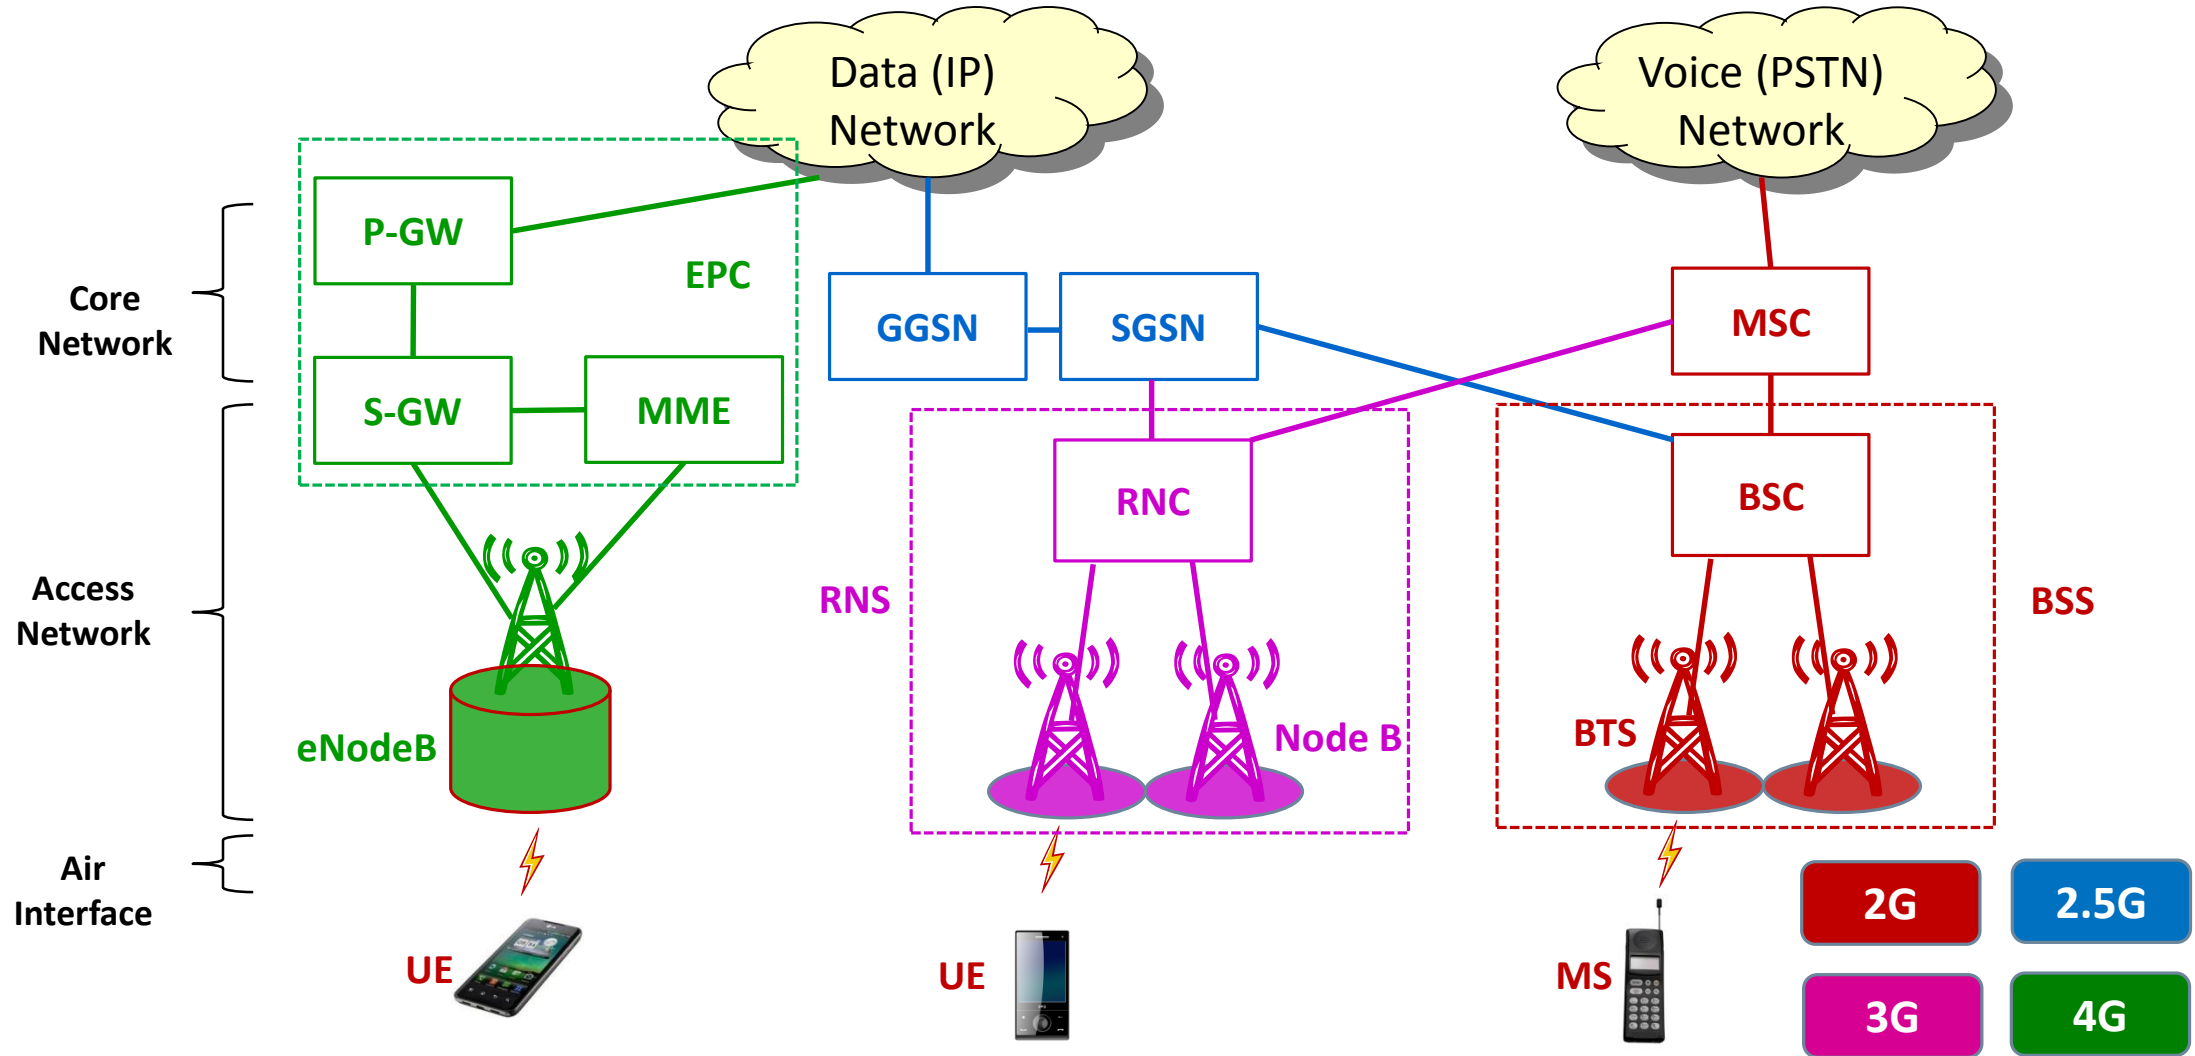 Data (IP)
Network
Voice (PSTN)
Network
P-GW
EPC
Core
Network
GGSN
SGSN
MSC
S-GW
MME
RNC
BSC
Access
Network
RNS
BSS
eNodeB
Node B
BTS
Air
Interface
2G
2.5G
UE
UE
MS
3G
4G